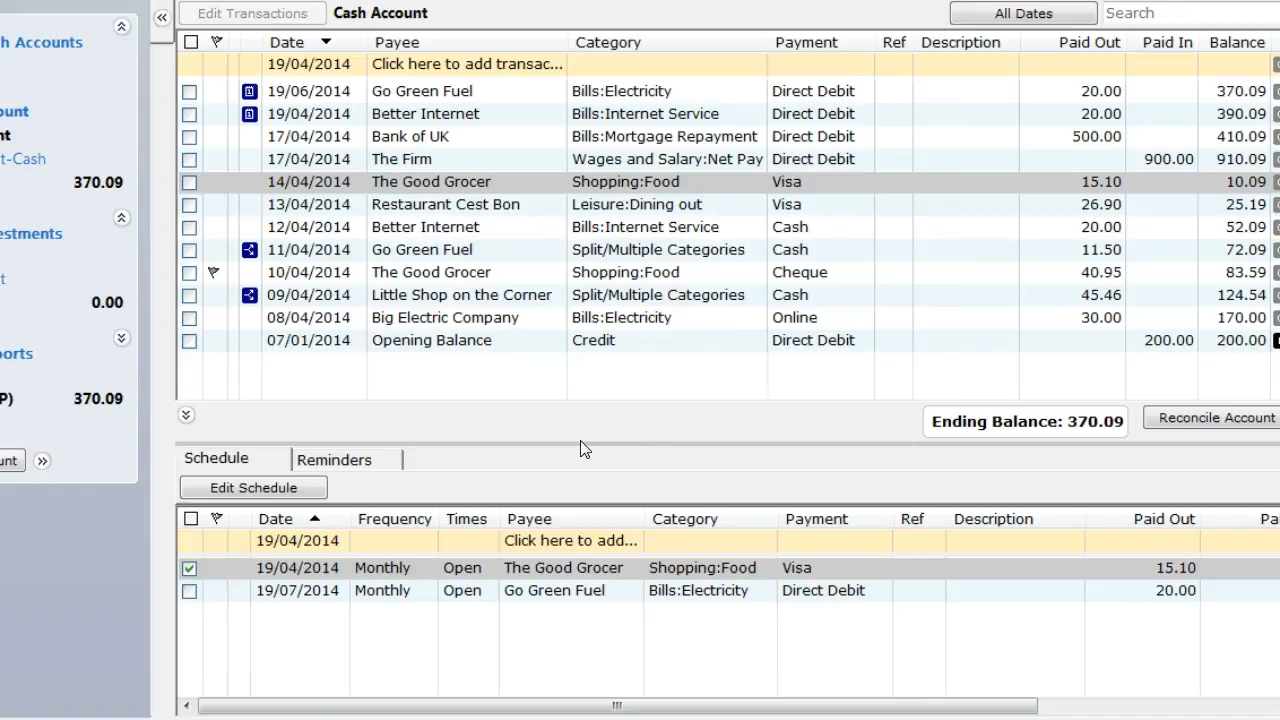 Edit Transactions Cash Account All Dates Search
h Accounts
ount
nt
t-Cash
370.09
estments
t
0.00
orts
P) 370.09
unt
Date Payee Category Payment Ref Description Paid Out Paid In Balance
19/04/2014 Click here to add transac...
19/06/2014 Go Green Fuel Bills:Electricity Direct Debit 20.00 370.09
19/04/2014 Better Internet Bills:Internet Service Direct Debit 20.00 390.09
17/04/2014 Bank of UK Bills:Mortgage Repayment Direct Debit 500.00 410.09
17/04/2014 The Firm Wages and Salary:Net Pay Direct Debit 900.00 910.09
14/04/2014 The Good Grocer Shopping:Food Visa 15.10 10.09
13/04/2014 Restaurant Cest Bon Leisure:Dining out Visa 26.90 25.19
12/04/2014 Better Internet Bills:Internet Service Cash 20.00 52.09
11/04/2014 Go Green Fuel Split/Multiple Categories Cash 11.50 72.09
10/04/2014 The Good Grocer Shopping:Food Cheque 40.95 83.59
09/04/2014 Little Shop on the Corner Split/Multiple Categories Cash 45.46 124.54
08/04/2014 Big Electric Company Bills:Electricity Online 30.00 170.00
07/01/2014 Opening Balance Credit Direct Debit 200.00 200.00
Ending Balance: 370.09 Reconcile Account
Schedule Reminders
Edit Schedule
Date Frequency Times Payee Category Payment Ref Description Paid Out Pa
19/04/2014 Click here to add...
19/04/2014 Monthly Open The Good Grocer Shopping:Food Visa 15.10
19/07/2014 Monthly Open Go Green Fuel Bills:Electricity Direct Debit 20.00